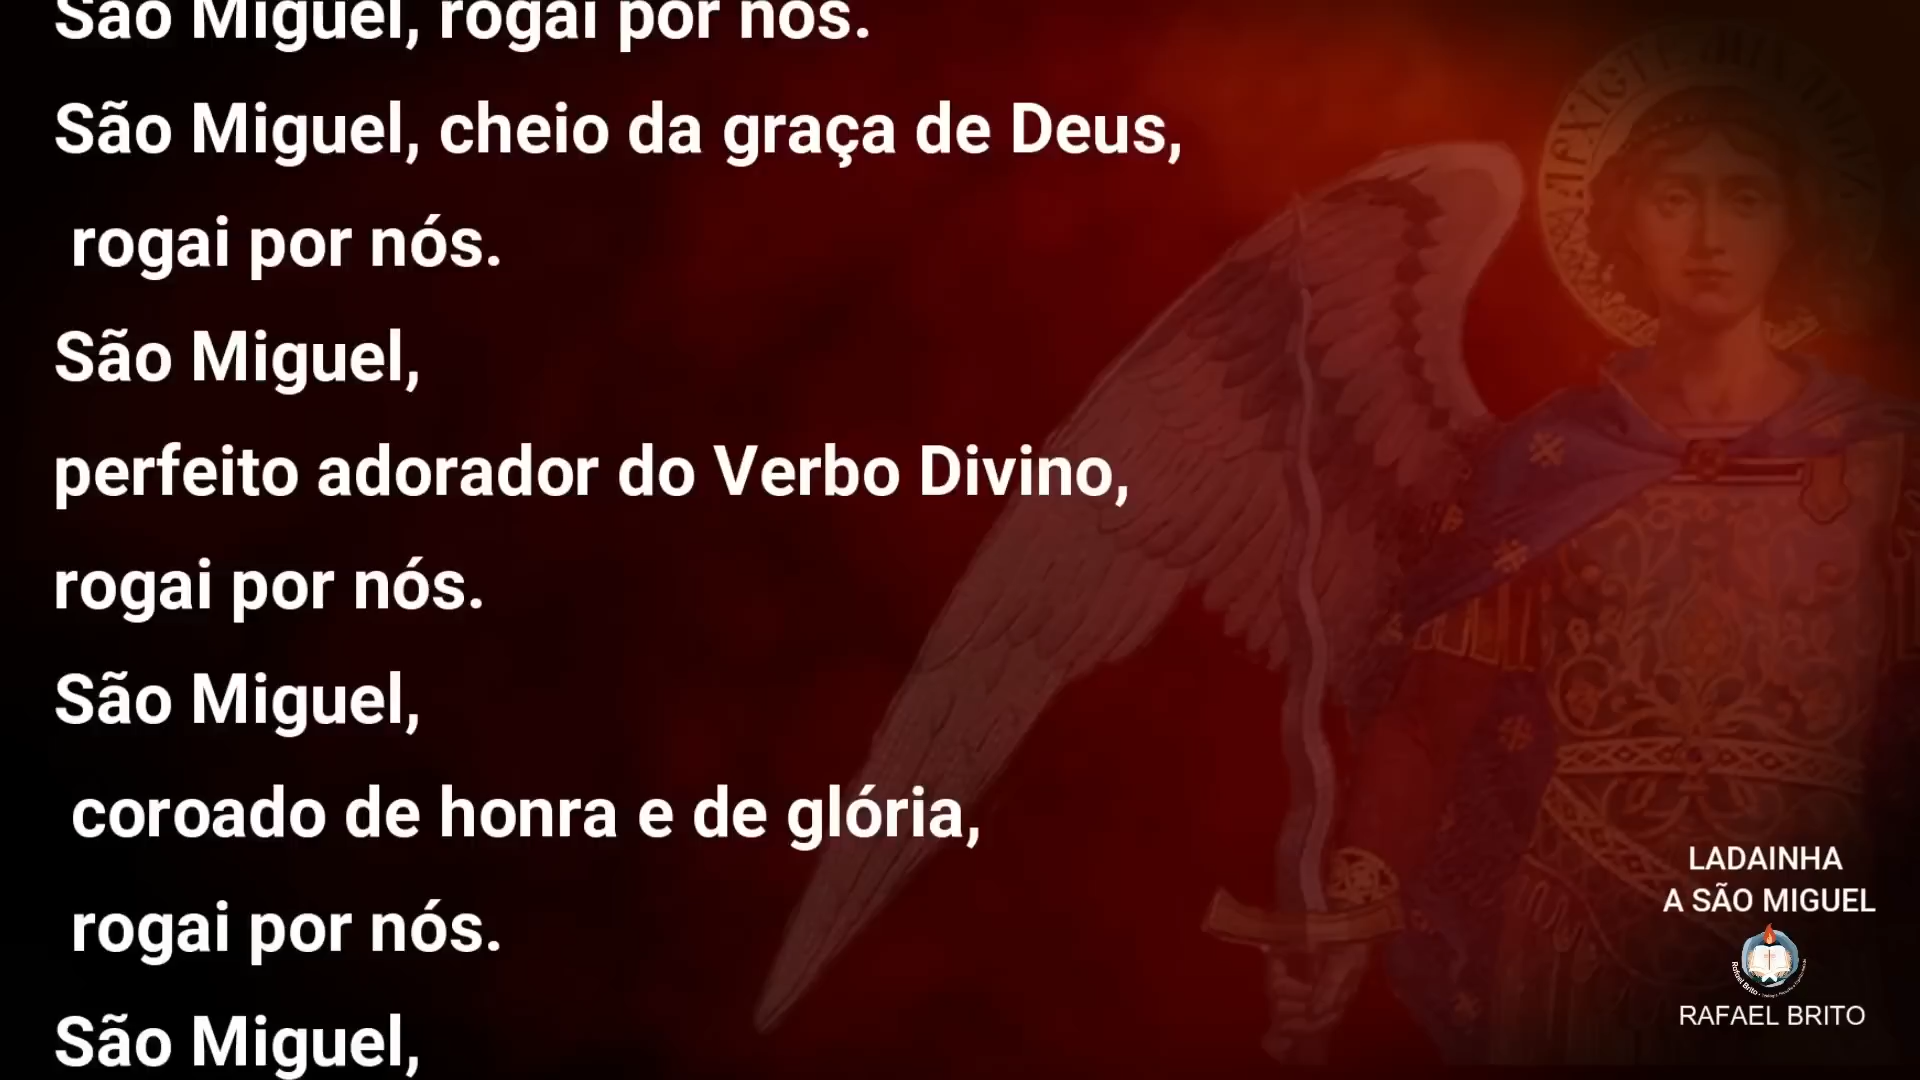 São Miguel, rogai por nós.
São Miguel, cheio da graça de Deus,
rogai por nós.
São Miguel,
perfeito adorador do Verbo Divino,
rogai por nós.
São Miguel,
coroado de honra e de glória,
rogai por nós.
São Miguel,
LADAINHA
A SÃO MIGUEL
Rafael Brito
RAFAEL BRITO